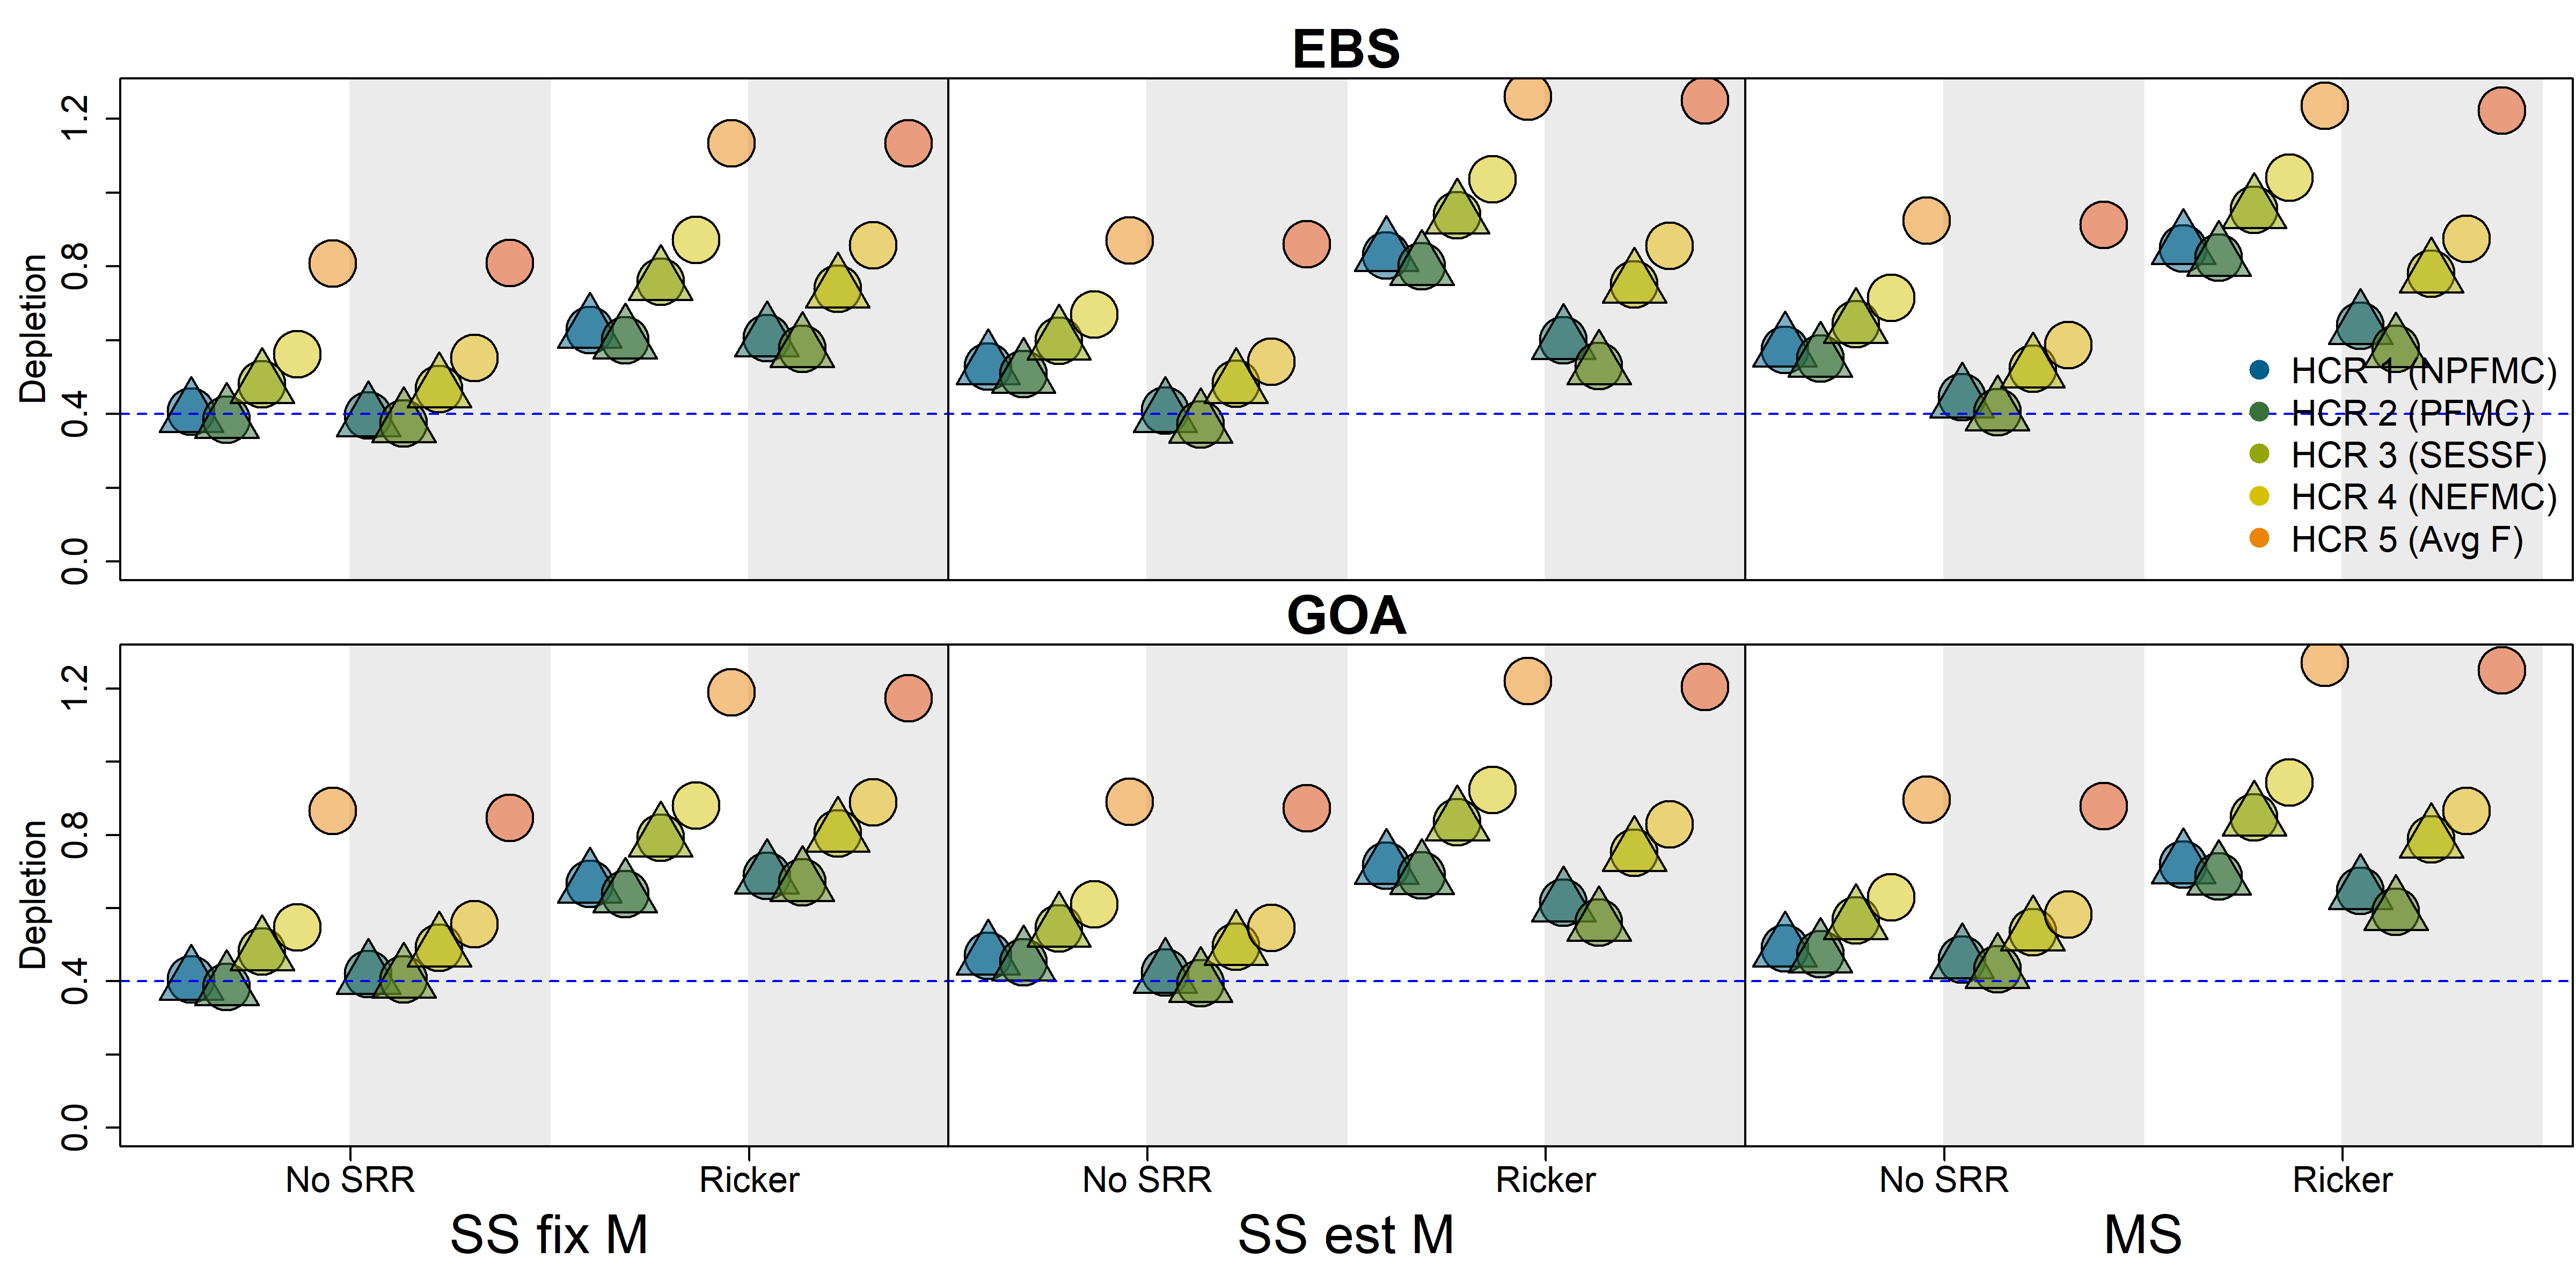 EBS
Depletion
1.2
0.8
0.4
0.0
HCR 1 (NPFMC)
HCR 2 (PFMC)
HCR 3 (SESSF)
HCR 4 (NEFMC)
HCR 5 (Avg F)
GOA
Depletion
1.2
0.8
0.4
0.0
No SRR Ricker No SRR Ricker No SRR Ricker
SS fix M SS est M MS